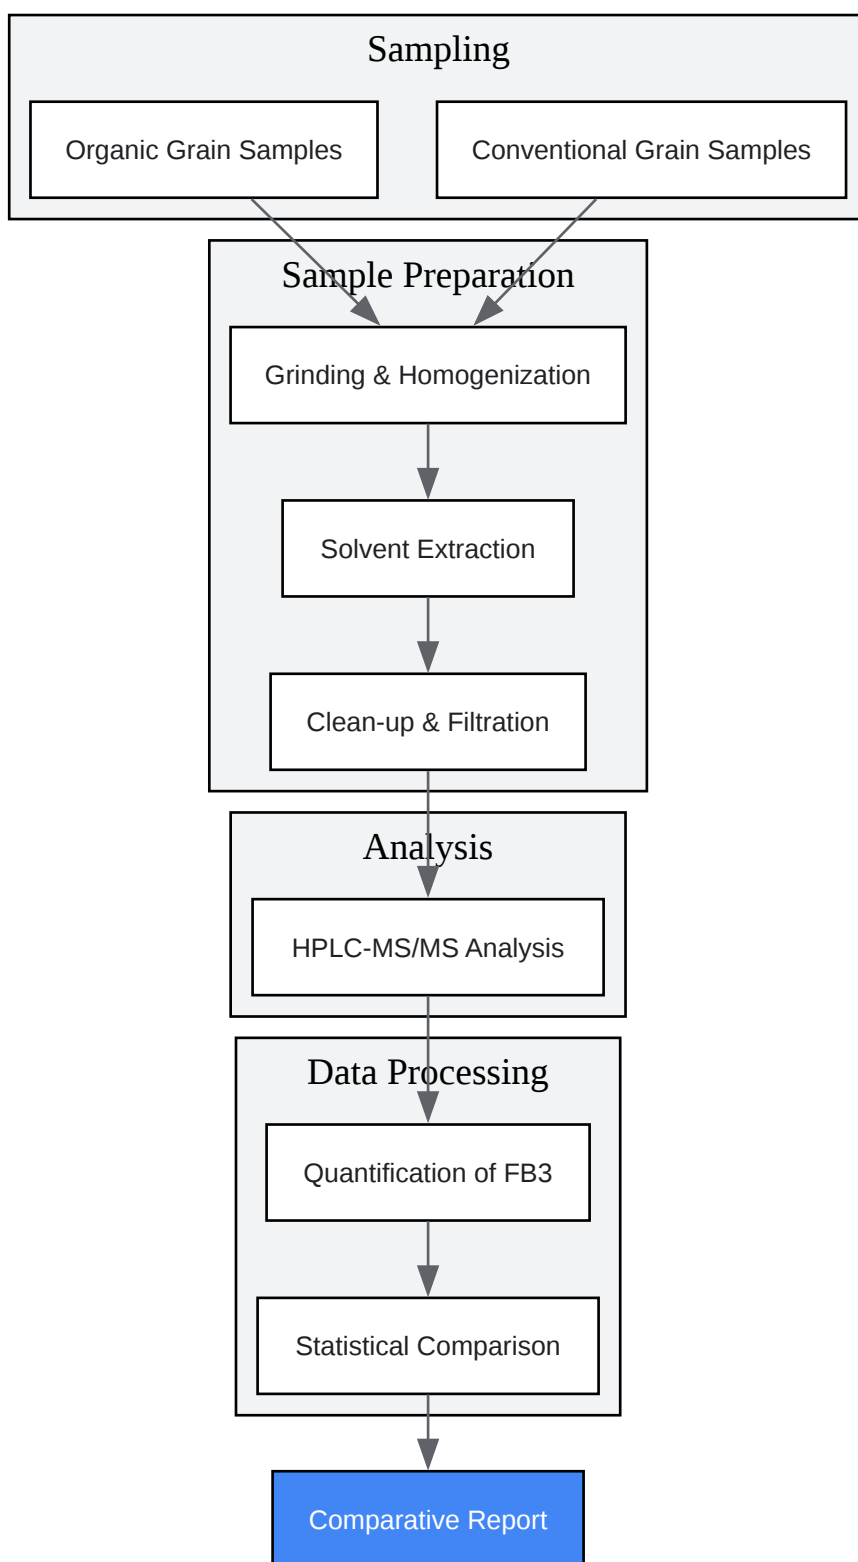 Sampling
Organic Grain Samples
Conventional Grain Samples
Sample Preparation
Grinding & Homogenization
Solvent Extraction
Clean-up & Filtration
Analysis
HPLC-MS/MS Analysis
Data Processing
Quantification of FB3
Statistical Comparison
Comparative Report